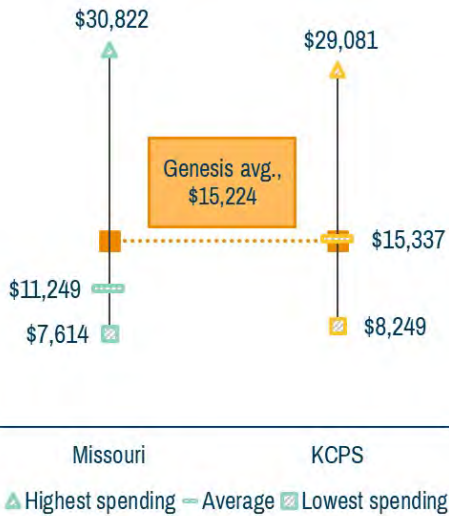 $30,822
$29,081
Genesis avg.,
$15,224
$15,337
$11,249
$7,614
$8,249
Missouri KCPS
Highest spending Average Lowest spending